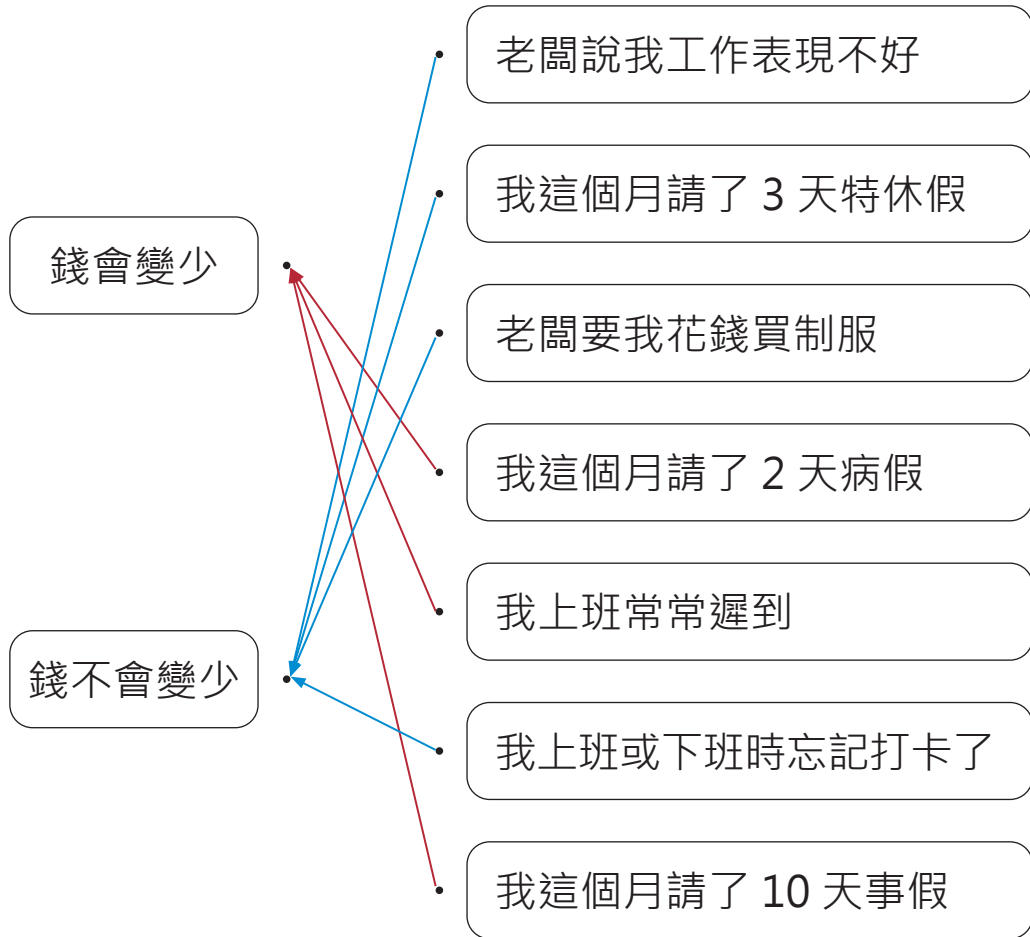 錢會變少
錢不會變少
老闆說我工作表現不好
我這個月請了 3 天特休假
老闆要我花錢買制服
我這個月請了 2 天病假
我上班常常遲到
我上班或下班時忘記打卡了
我這個月請了 10 天事假